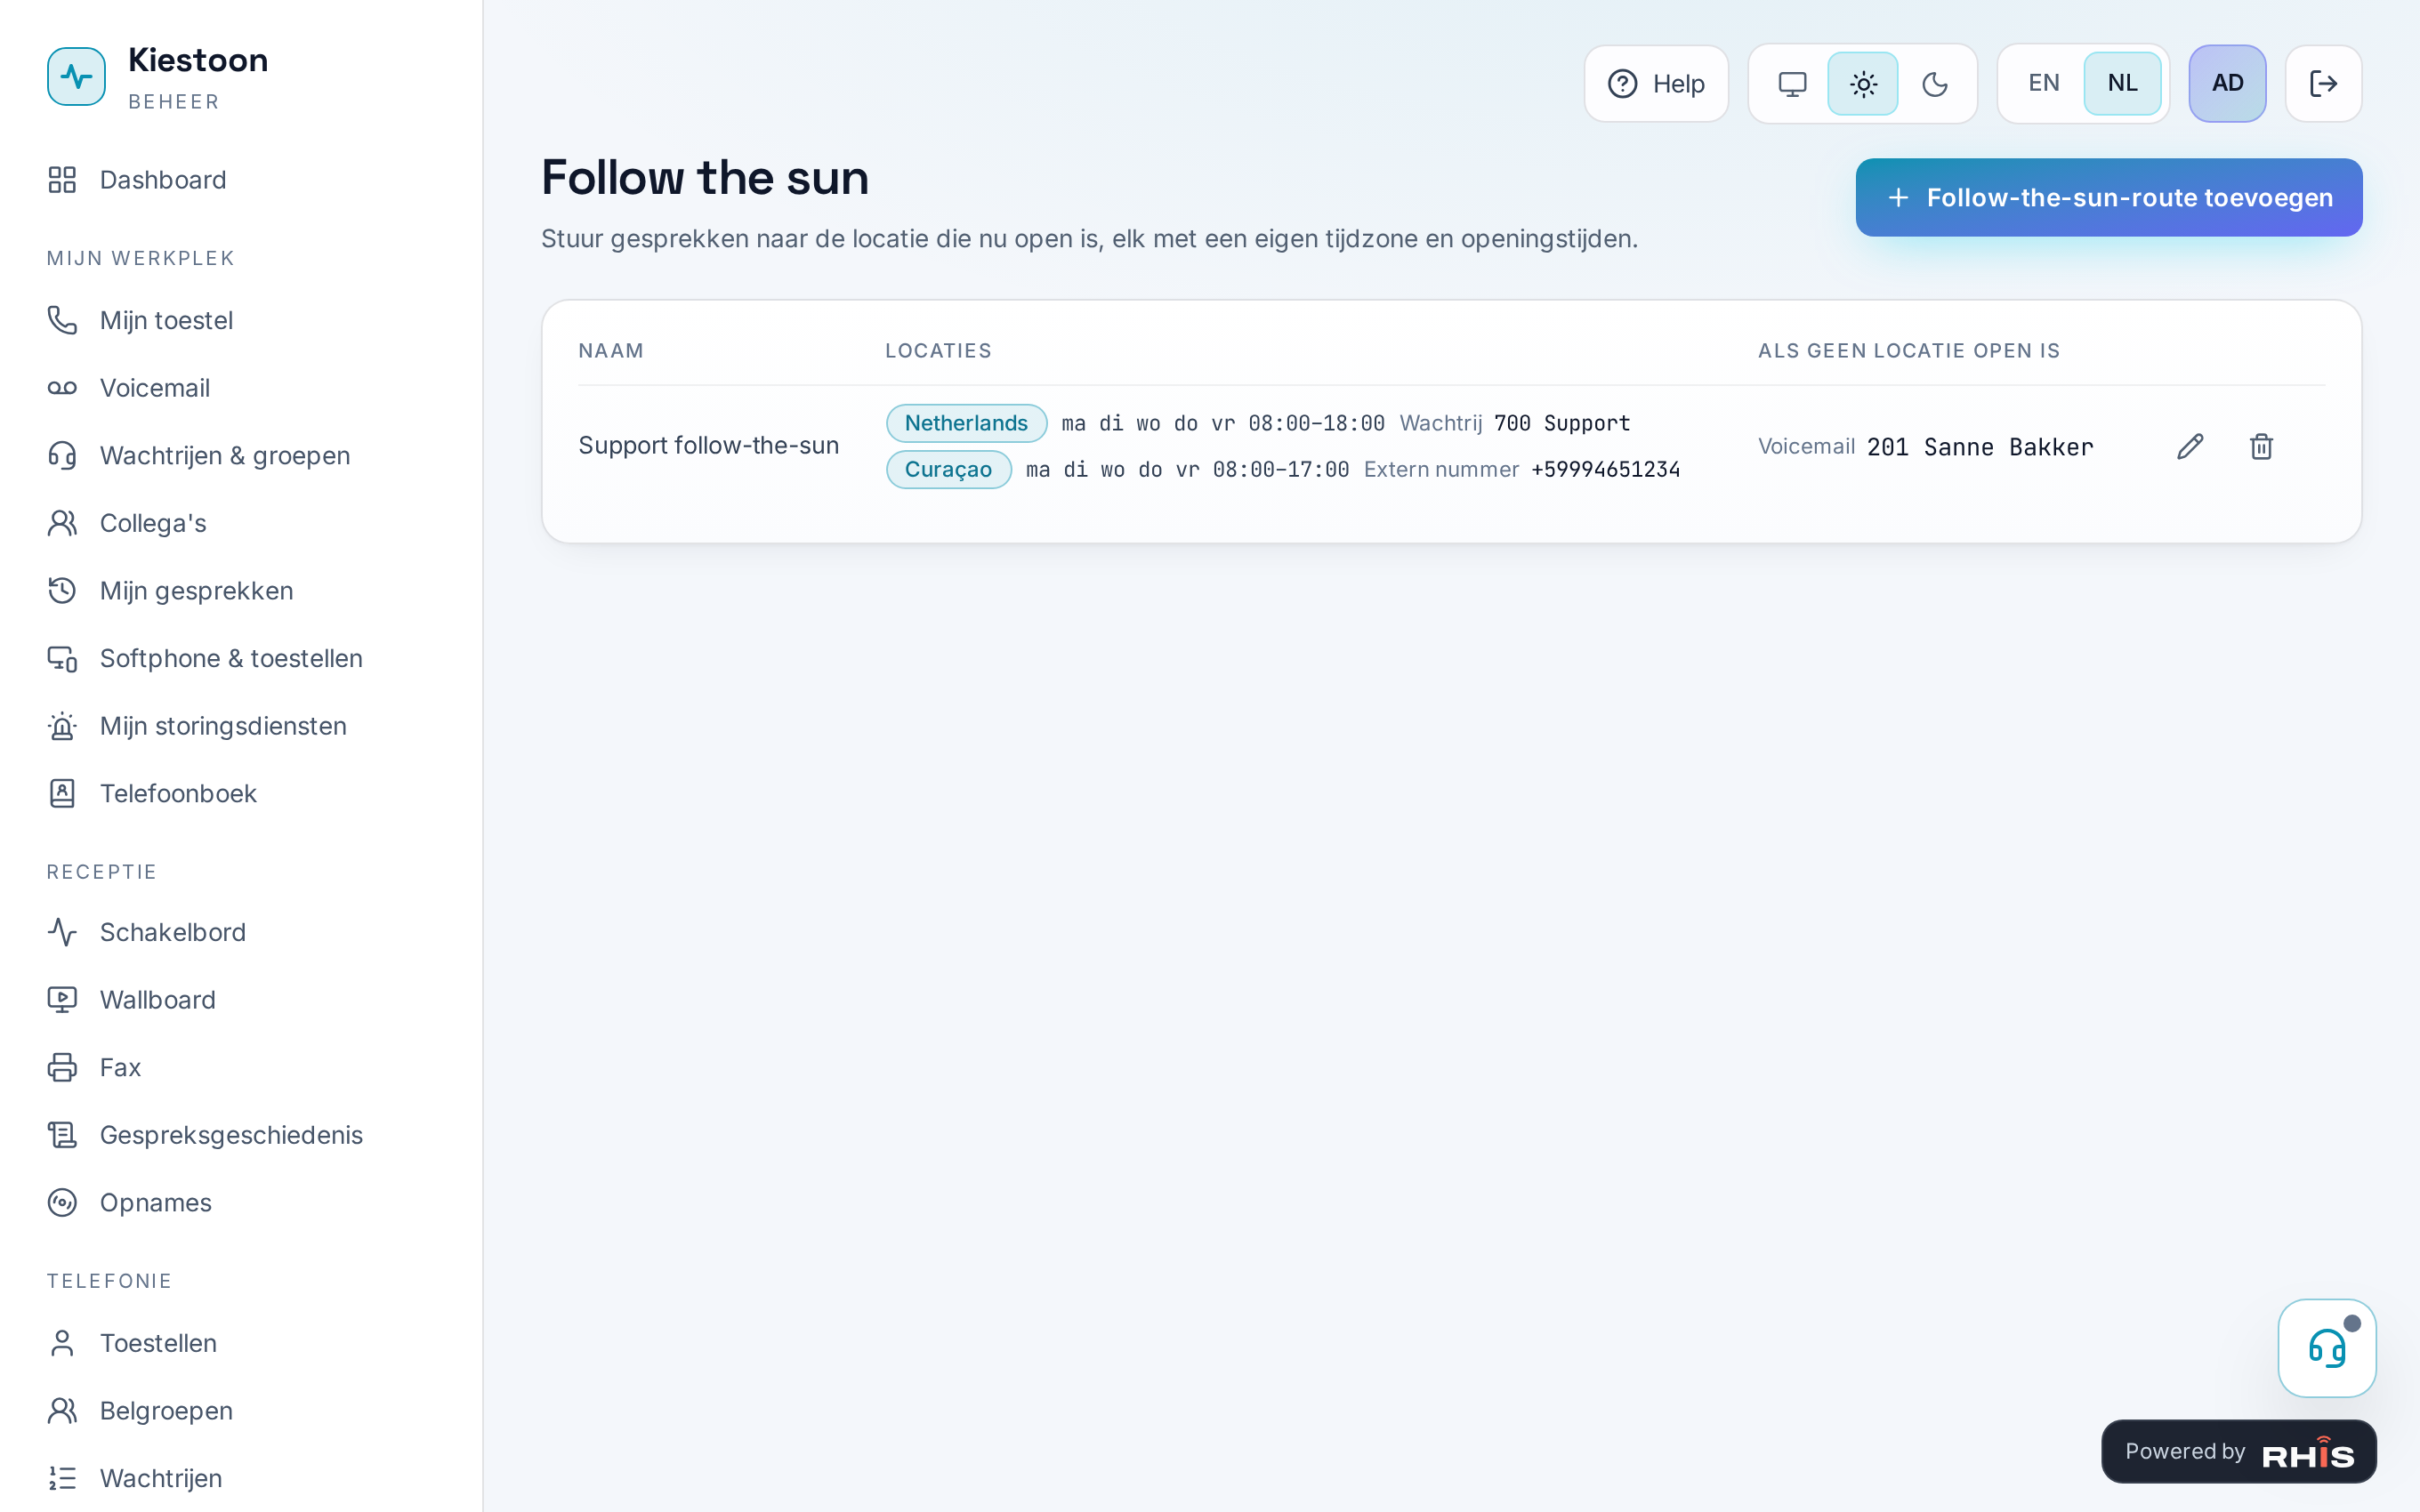 Kiestoon
BEHEER
Dashboard
MIJN WERKPLEK
Mijn toestel
Voicemail
Wachtrijen & groepen
Collega's
Mijn gesprekken
Softphone & toestellen
Mijn storingsdiensten
Telefoonboek
RECEPTIE
Schakelbord
Wallboard
Fax
Gespreksgeschiedenis
Opnames
TELEFONIE
Toestellen
Belgroepen
Wachtrijen
Help
EN NL
AD
Follow the sun
Stuur gesprekken naar de locatie die nu open is, elk met een eigen tijdzone en openingstijden.
Follow-the-sun-route toevoegen
NAAM LOCATIES ALS GEEN LOCATIE OPEN IS
Support follow-the-sun
Netherlands ma di wo do vr 08:00–18:00 Wachtrij 700 Support
Curaçao ma di wo do vr 08:00–17:00 Extern nummer +59994651234
Voicemail 201 Sanne Bakker
Powered by RHiS